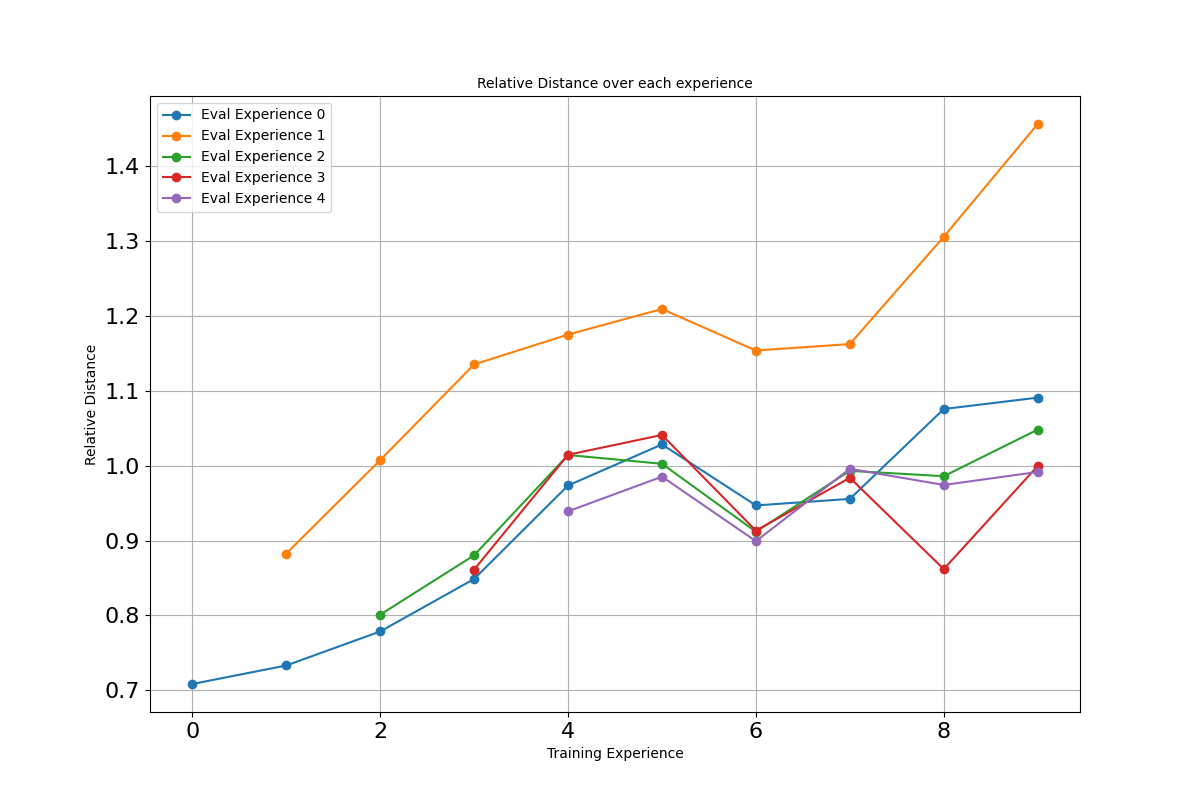 Relative Distance over each experience
Eval Experience 0
Eval Experience 1
Eval Experience 2
Eval Experience 3
Eval Experience 4
1.4
1.3
1.2
1.1
1.0
0.9
0.8
0.7
Relative Distance
0 2 4 6 8
Training Experience